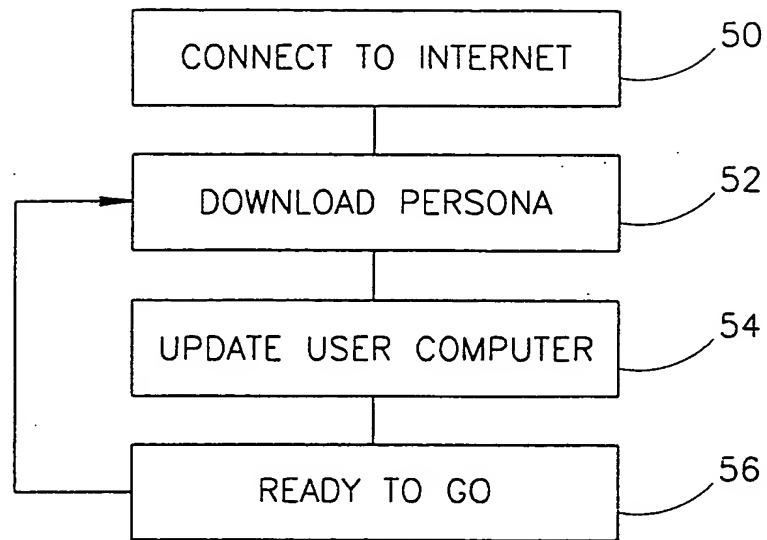 CONNECT TO INTERNET
50
DOWNLOAD PERSONA
52
UPDATE USER COMPUTER
54
READY TO GO
56